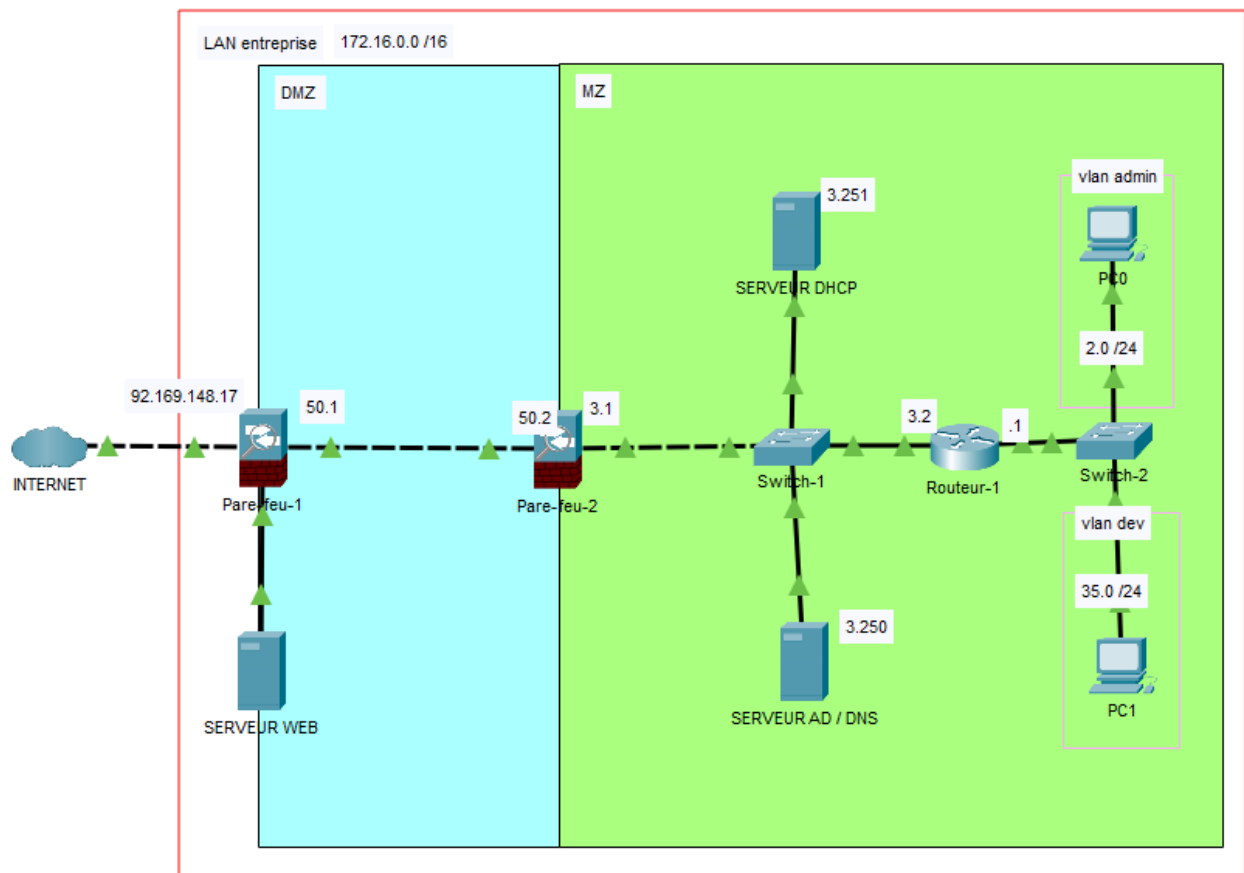 LAN entreprise 172.16.0.0 /16
DMZ
MZ
vlan admin
3.251
PC0
SERVEUR DHCP
2.0 /24
92.169.148.17
50.1
50.2
3.1
3.2
.1
INTERNET
Pare-feu-1
Pare-feu-2
Switch-1
Routeur-1
Switch-2
vlan dev
35.0 /24
3.250
PC1
SERVEUR WEB
SERVEUR AD / DNS